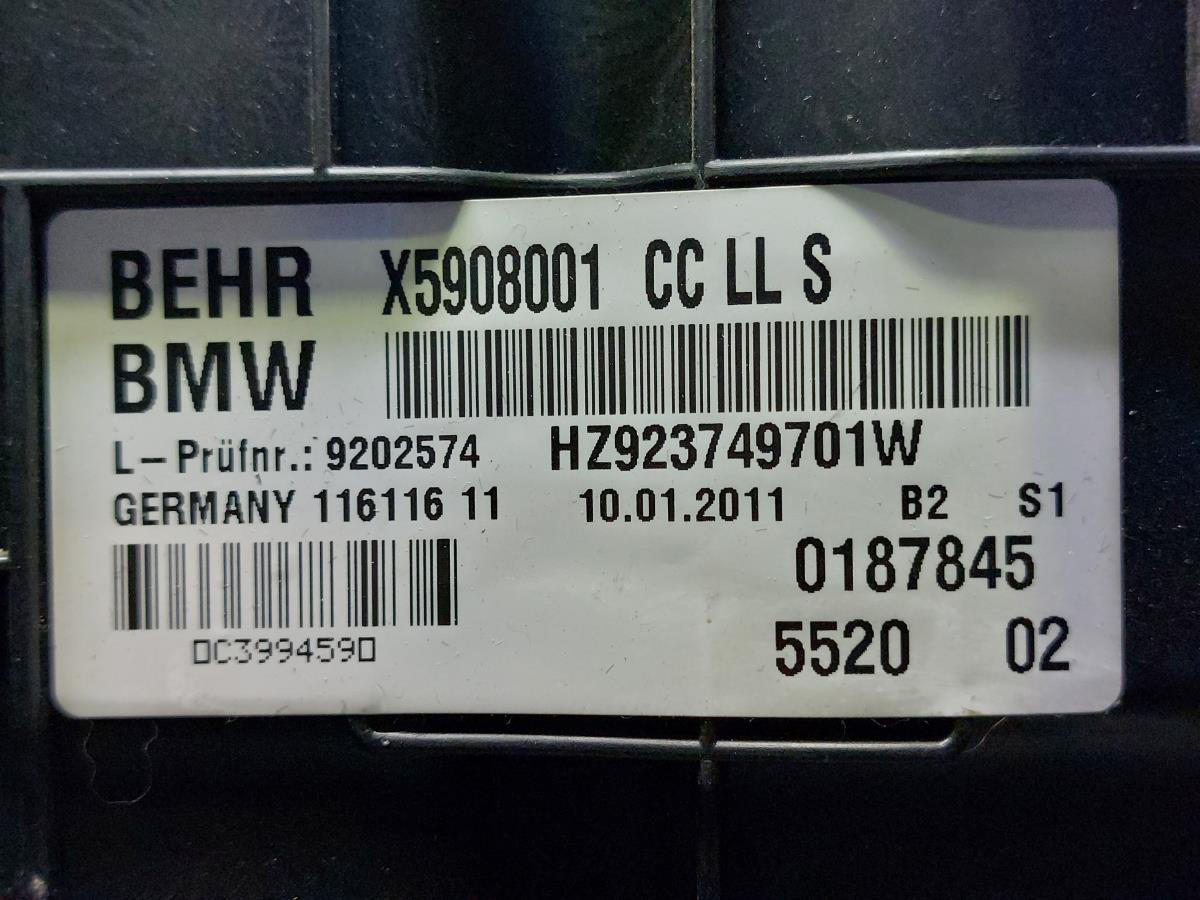 BEHR X5908001 CC LL S
BMW
L-Prüfnr.: 9202574 HZ923749701W
GERMANY 116116 11 10.01.2011 B2 S1
0187845
DC3994590
5520 02